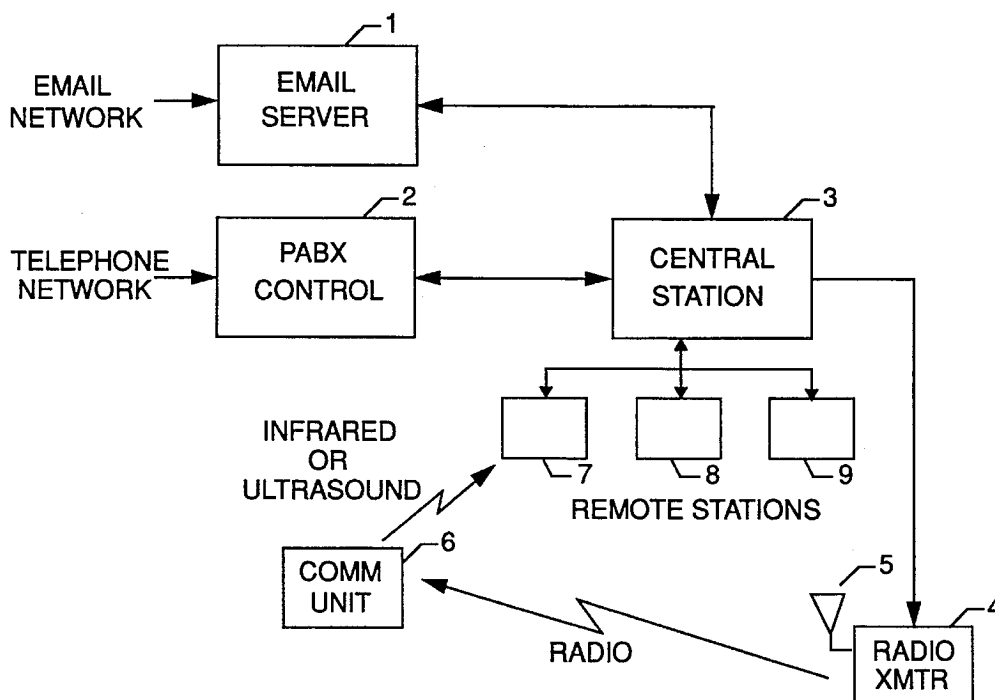 1
EMAIL
NETWORK
EMAIL
SERVER
2
3
TELEPHONE
NETWORK
PABX
CONTROL
CENTRAL
STATION
INFRARED
OR
ULTRASOUND
7
8
9
REMOTE STATIONS
6
COMM
UNIT
5
4
RADIO
RADIO
XMTR